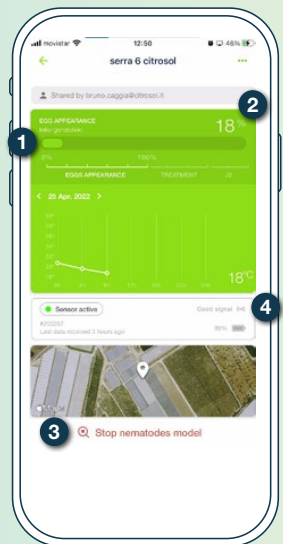 movistar 12:56 46%
serra 6 citrosol
Shared by bruno.caggia@citrosol.it
2
EGG APPEARANCE
18%
1
0% 100%
EGGS APPEARANCE TREATMENT J2
< 25 Apr. 2022 >
18°C
4
Sensor active Good signal
Last data received 2 hours ago
95%
3
Stop nematodes model